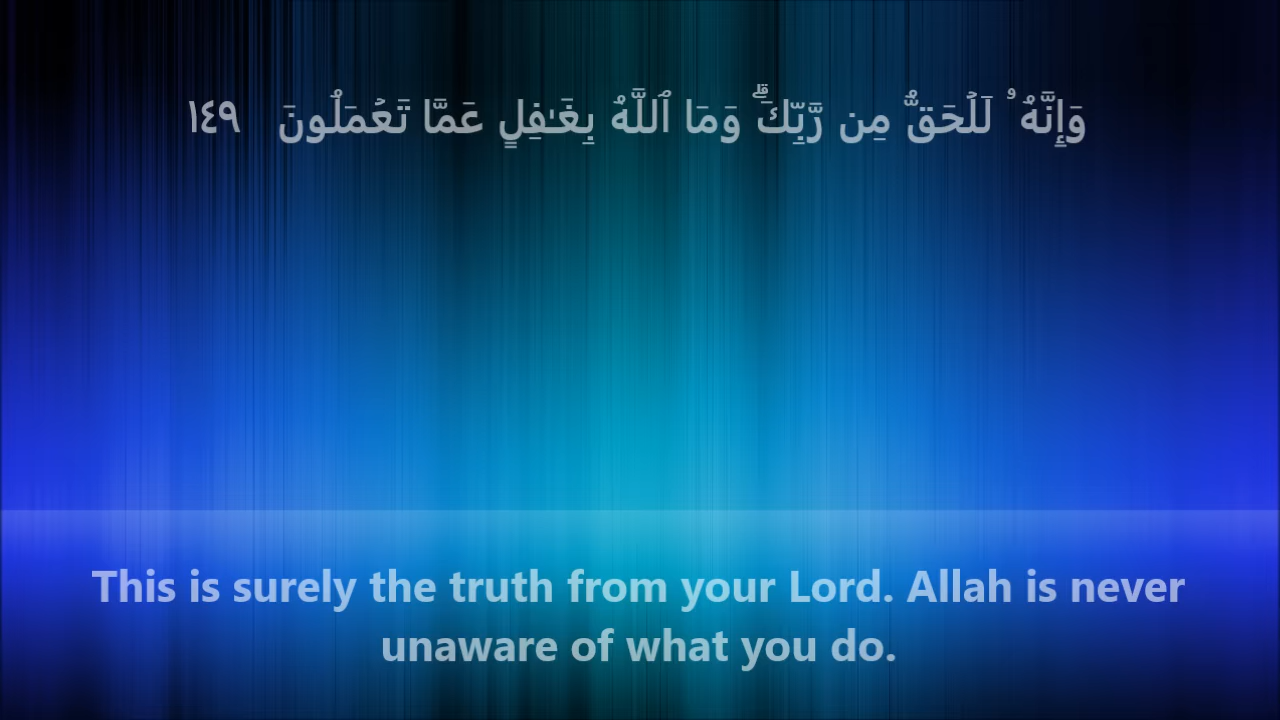 وَإِنَّهُۥ لَلْحَقُّ مِن رَّبِّكَ ۗ وَمَا ٱللَّهُ بِغَـٰفِلٍ عَمَّا تَعْمَلُونَ ١٤٩
This is surely the truth from your Lord. Allah is never
unaware of what you do.